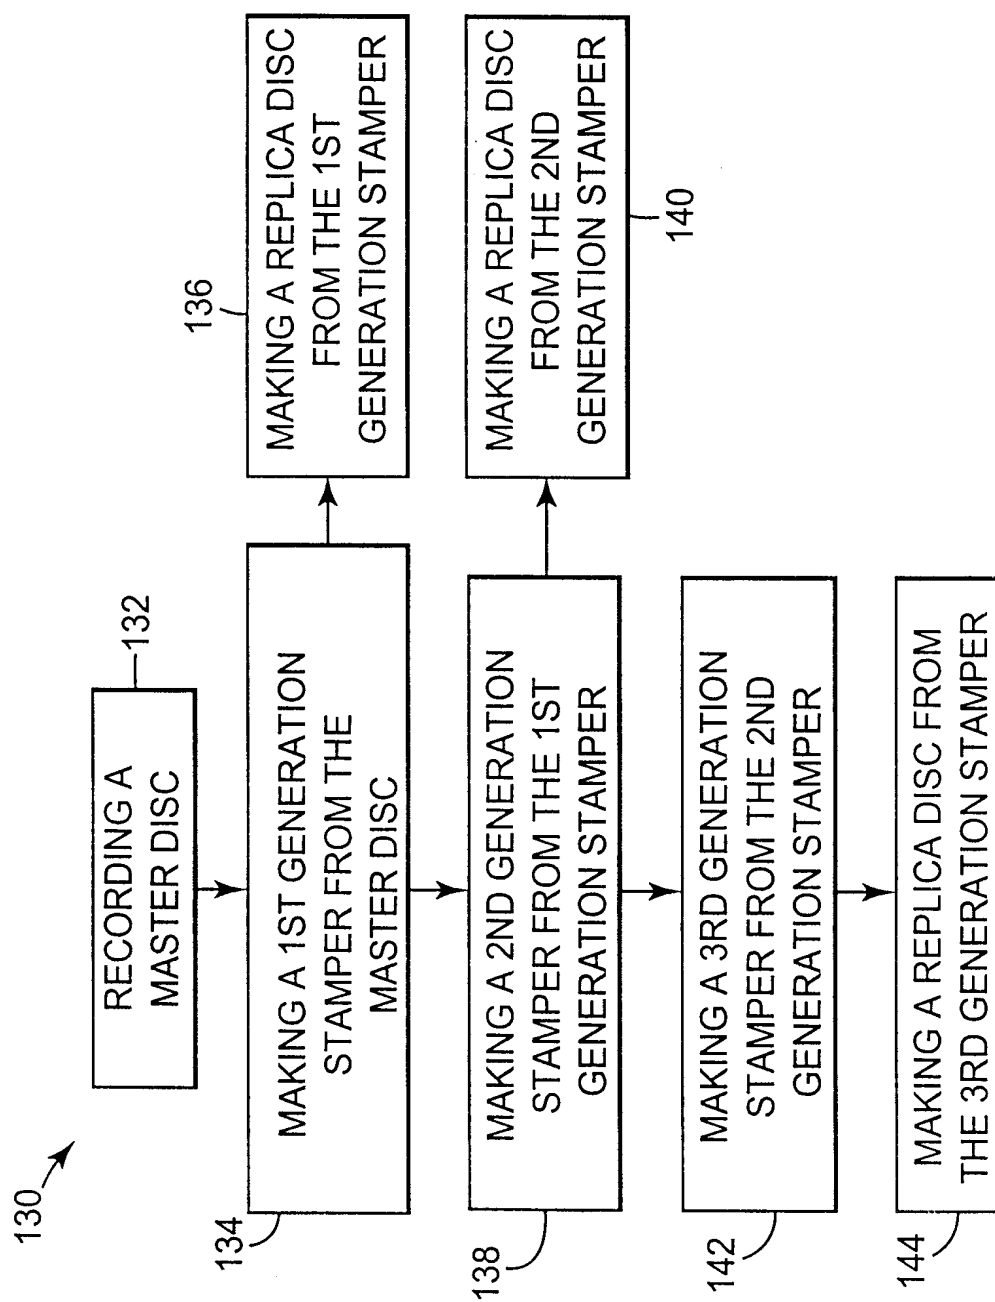 130
132
RECORDING A
MASTER DISC
134
MAKING A 1ST GENERATION
STAMPER FROM THE
MASTER DISC
136
MAKING A REPLICA DISC
FROM THE 1ST
GENERATION STAMPER
138
MAKING A 2ND GENERATION
STAMPER FROM THE 1ST
GENERATION STAMPER
MAKING A REPLICA DISC
FROM THE 2ND
GENERATION STAMPER
140
142
MAKING A 3RD GENERATION
STAMPER FROM THE 2ND
GENERATION STAMPER
144
MAKING A REPLICA DISC FROM
THE 3RD GENERATION STAMPER